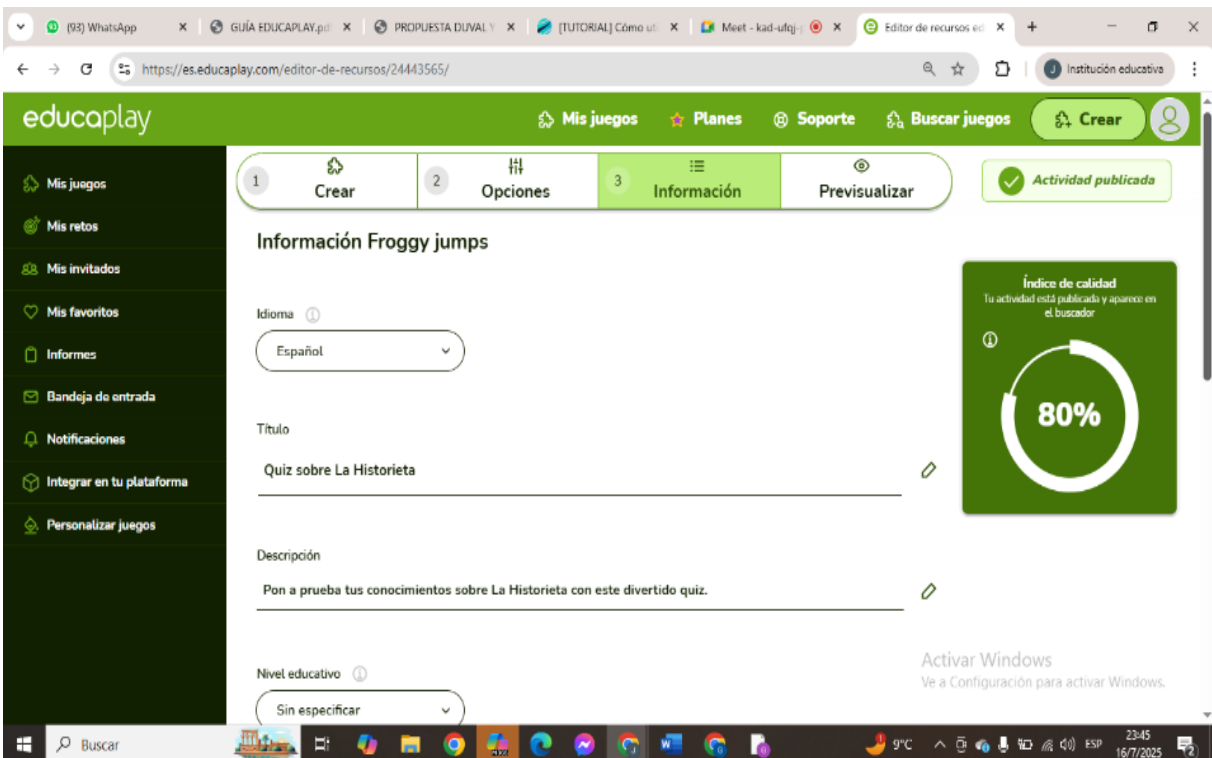 (93) WhatsApp
GUÍA EDUCAPLAY.pdf
PROPUESTA DUVAL Y
[TUTORIAL] Cómo uti
Meet - kad-ufqj-
Editor de recursos ed
https://es.educaplay.com/editor-de-recursos/24443565/
J Institución educativa
educaplay
Mis juegos
Planes
Soporte
Buscar juegos
Crear
Mis juegos
Mis retos
Mis invitados
Mis favoritos
Informes
Bandeja de entrada
Notificaciones
Integrar en tu plataforma
Personalizar juegos
1 Crear
2 Opciones
3 Información
Previsualizar
Actividad publicada
Información Froggy jumps
Idioma
Español
Título
Quiz sobre La Historieta
Descripción
Pon a prueba tus conocimientos sobre La Historieta con este divertido quiz.
Nivel educativo
Sin especificar
Índice de calidad
Tu actividad está publicada y aparece en
el buscador
80%
Activar Windows
Ve a Configuración para activar Windows.
Buscar
9°C
ESP
23:45
16/7/2025